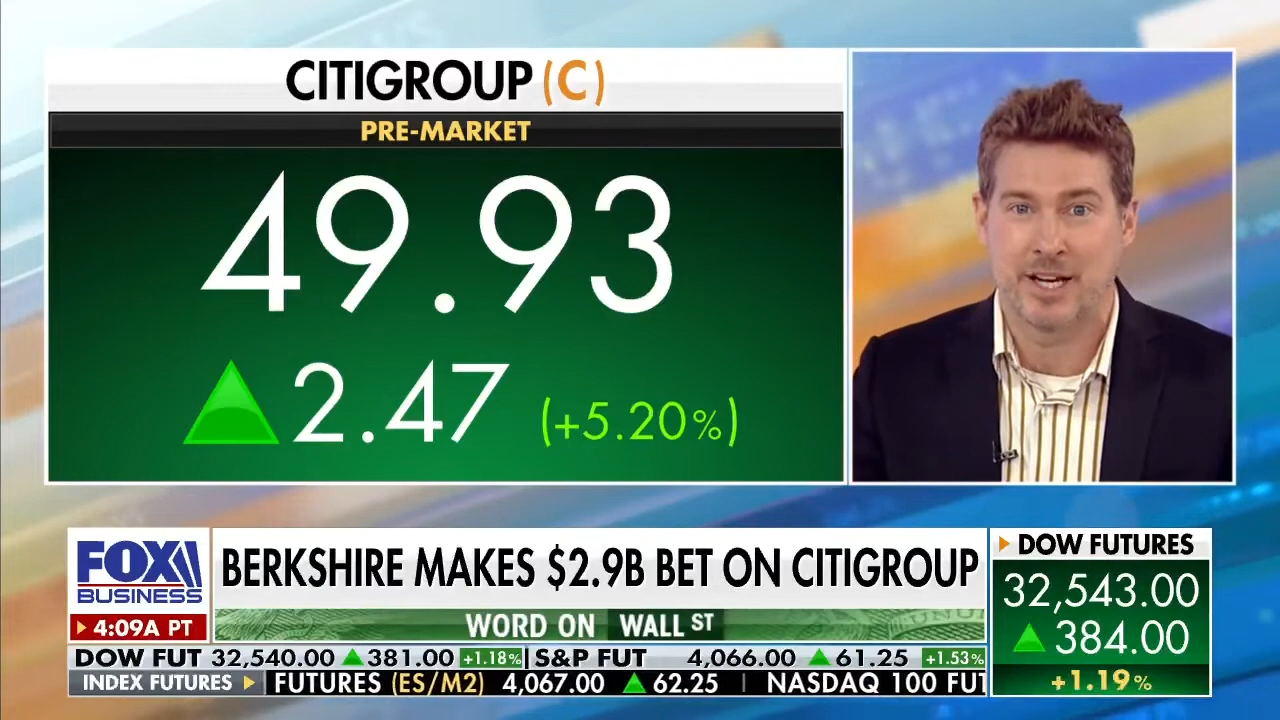 CITIGROUP (C)
PRE-MARKET
49.93
2.47 (+5.20%)
FOX BUSINESS
4:09A PT
BERKSHIRE MAKES $2.9B BET ON CITIGROUP
WORD ON WALL ST
DOW FUTURES
32,543.00
384.00
+1.19%
DOW FUT 32,540.00 381.00 +1.18% S&P FUT 4,066.00 61.25 +1.53%
INDEX FUTURES FUTURES (ES/M2) 4,067.00 62.25 | NASDAQ 100 FUT